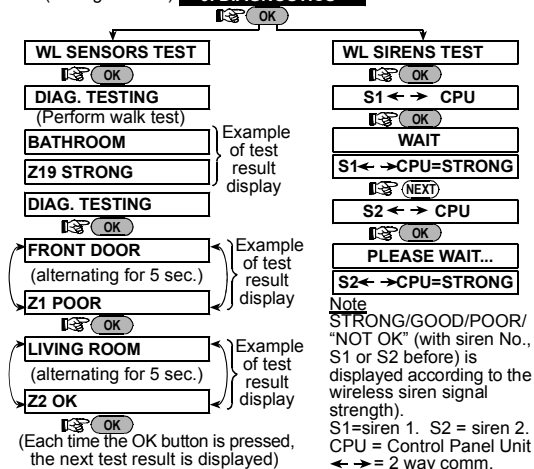 OK
WL SENSORS TEST
OK
DIAG. TESTING
(Perform walk test)
BATHROOM
Z19 STRONG
Example
of test
result
display
DIAG. TESTING
OK
FRONT DOOR
(alternating for 5 sec.)
Z1 POOR
Example
of test
result
display
OK
LIVING ROOM
(alternating for 5 sec.)
Z2 OK
Example
of test
result
display
OK
(Each time the OK button is pressed,
the next test result is displayed)
WL SIRENS TEST
OK
S1 ← → CPU
OK
WAIT
S1← →CPU=STRONG
NEXT
S2 ← → CPU
OK
PLEASE WAIT...
S2← →CPU=STRONG
Note
STRONG/GOOD/POOR/
“NOT OK” (with siren No.,
S1 or S2 before) is
displayed according to the
wireless siren signal
strength).
S1=siren 1. S2 = siren 2.
CPU = Control Panel Unit
← → = 2 way comm.